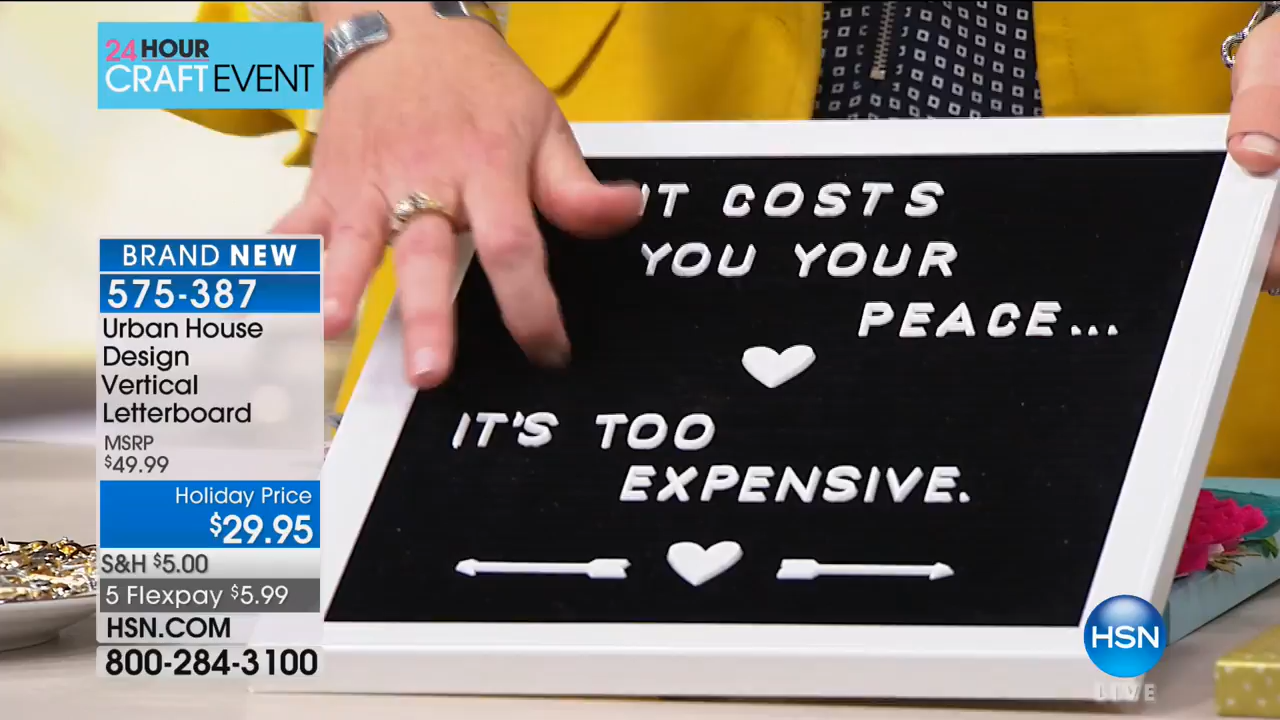 24 HOUR
CRAFT EVENT
BRAND NEW
575-387
Urban House
Design
Vertical
Letterboard
MSRP
$49.99
Holiday Price
$29.95
S&H $5.00
5 Flexpay $5.99
HSN.COM
800-284-3100
IT COSTS
YOU YOUR
PEACE...
IT'S TOO
EXPENSIVE.
HSN
LIVE